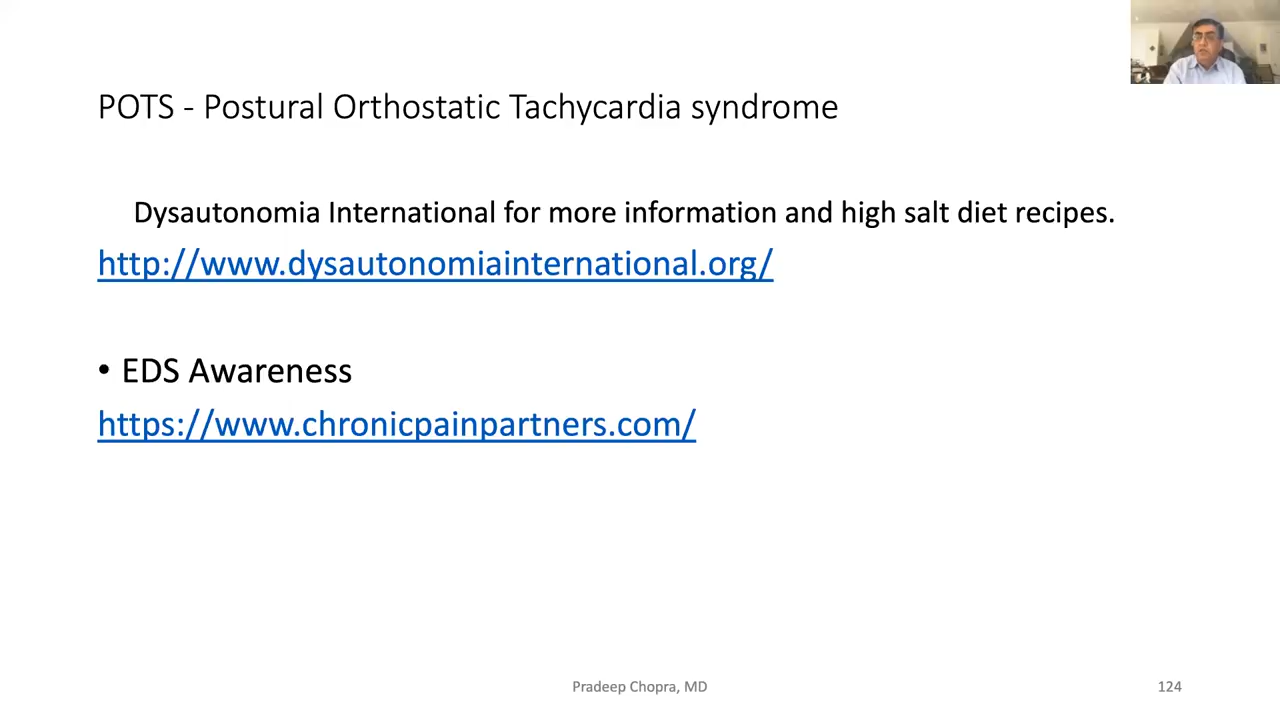 POTS - Postural Orthostatic Tachycardia syndrome
Dysautonomia International for more information and high salt diet recipes.
http://www.dysautonomiainternational.org/
• EDS Awareness
https://www.chronicpainpartners.com/
Pradeep Chopra, MD
124